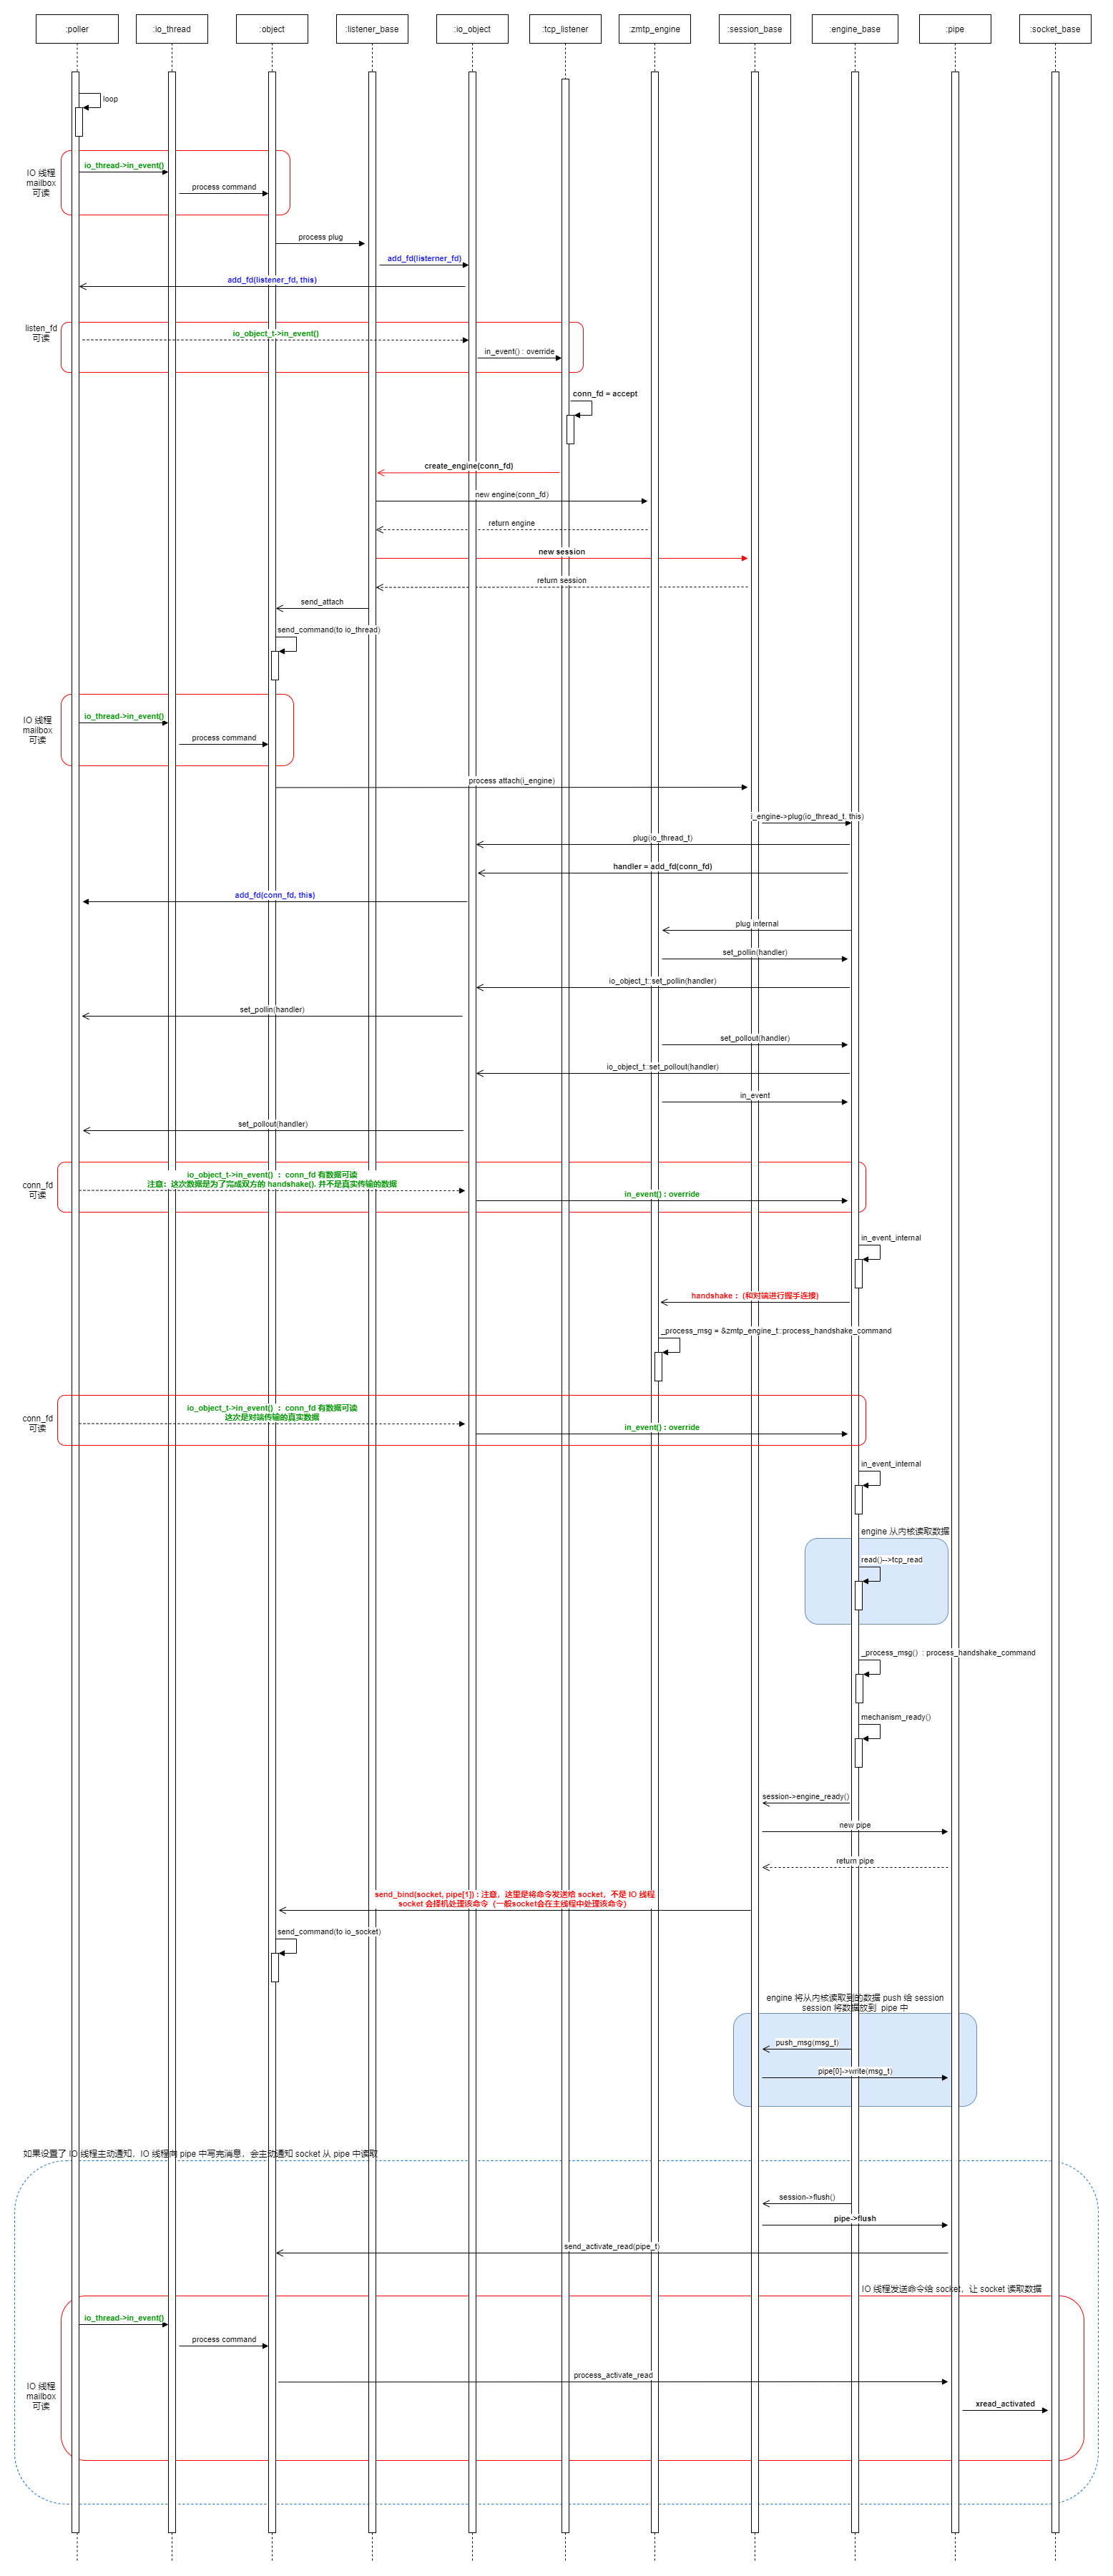 :poller
:io_thread
:object
:listener_base
:io_object
:tcp_listener
:zmtp_engine
:session_base
:engine_base
:pipe
:socket_base
loop
IO 线程
mailbox
可读
io_thread->in_event()
process command
process plug
add_fd(listerner_fd)
add_fd(listener_fd, this)
listen_fd
可读
io_object_t->in_event()
in_event() : override
conn_fd = accept
create_engine(conn_fd)
new engine(conn_fd)
return engine
new session
return session
send_attach
send_command(to io_thread)
IO 线程
mailbox
可读
io_thread->in_event()
process command
process attach(i_engine)
i_engine->plug(io_thread_t, this)
plug(io_thread_t)
handler = add_fd(conn_fd)
add_fd(conn_fd, this)
plug internal
set_pollin(handler)
io_object_t::set_pollin(handler)
set_pollin(handler)
set_pollout(handler)
io_object_t::set_pollout(handler)
in_event
set_pollout(handler)
conn_fd
可读
io_object_t->in_event() ： conn_fd 有数据可读
注意：这次数据是为了完成双方的 handshake(). 并不是真实传输的数据
in_event() : override
in_event_internal
handshake： (和对端进行握手连接)
_process_msg = &zmtp_engine_t::process_handshake_command
conn_fd
可读
io_object_t->in_event() ： conn_fd 有数据可读
这次是对端传输的真实数据
in_event() : override
in_event_internal
engine 从内核读取数据
read()-->tcp_read
_process_msg() : process_handshake_command
mechanism_ready()
session->engine_ready()
new pipe
return pipe
send_bind(socket, pipe[1]) : 注意，这里是将命令发送给 socket，不是 IO 线程
socket 会择机处理该命令（一般socket会在主线程中处理该命令）
send_command(to io_socket)
engine 将从内核读取到的数据 push 给 session
session 将数据放到 pipe 中
push_msg(msg_t)
pipe[0]->write(msg_t)
如果设置了 IO 线程主动通知，IO 线程向 pipe 中写完消息，会主动通知 socket 从 pipe 中读取
session->flush()
pipe->flush
send_activate_read(pipe_t)
IO 线程发送命令给 socket，让 socket 读取数据
io_thread->in_event()
process command
process_activate_read
IO 线程
mailbox
可读
xread_activated